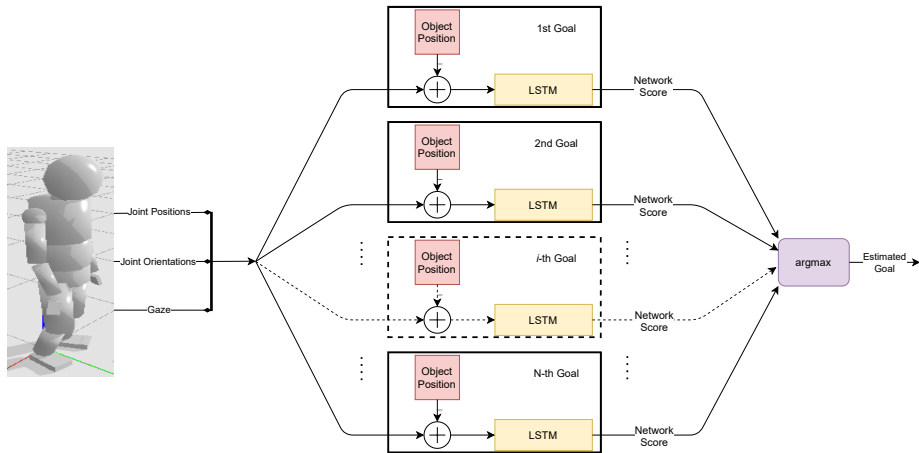 Joint Positions
Joint Orientations
Gaze
Object
Position
1st Goal
LSTM
Network
Score
Object
Position
2nd Goal
LSTM
Network
Score
Object
Position
i-th Goal
LSTM
Network
Score
Object
Position
N-th Goal
LSTM
Network
Score
argmax
Estimated
Goal